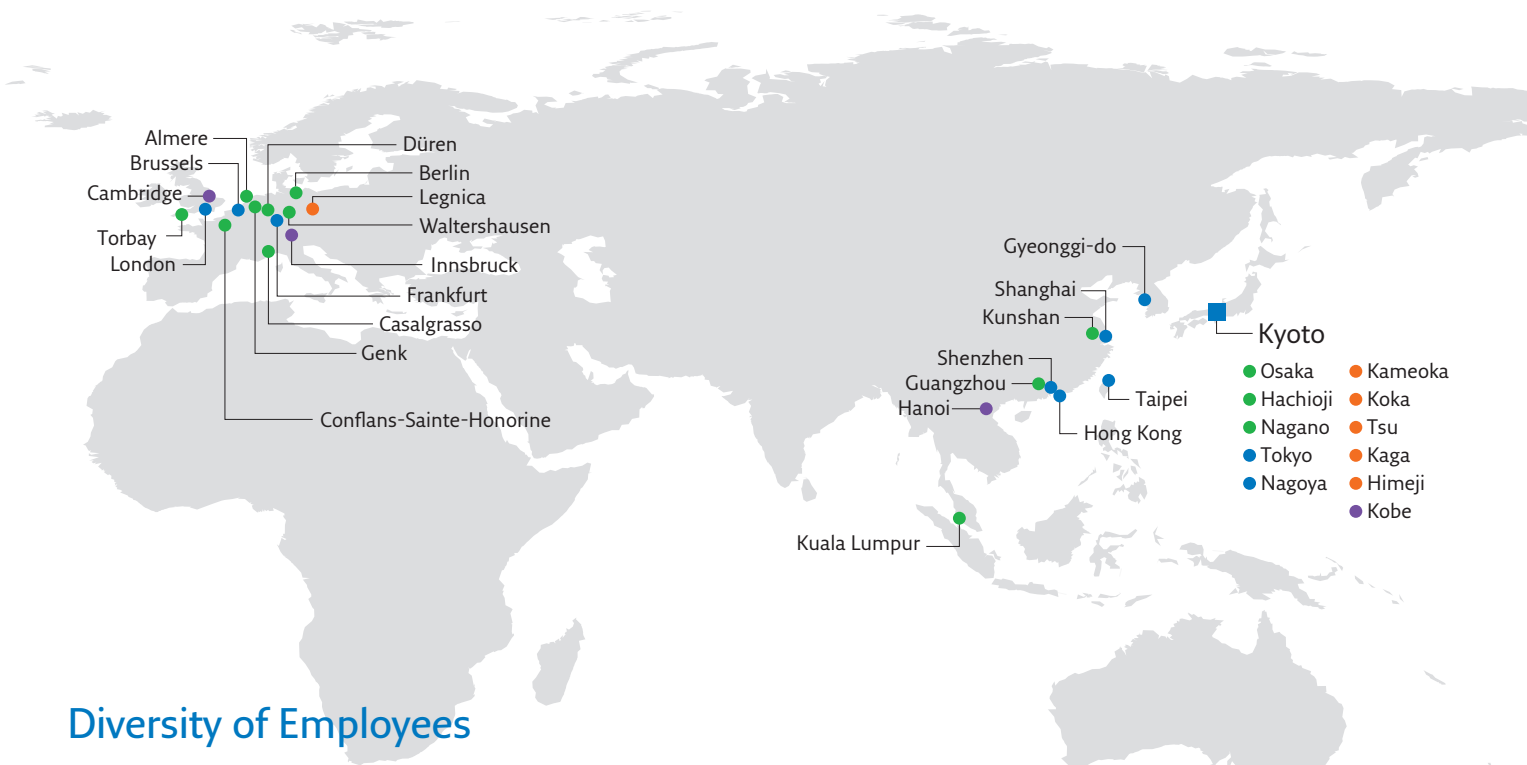 Almere
Brussels
Cambridge
Torbay
London
Düren
Berlin
Legnica
Waltershausen
Innsbruck
Frankfurt
Casalgrasso
Genk
Conflans-Sainte-Honorine
Gyeonggi-do
Shanghai
Kunshan
Shenzhen
Guangzhou
Hanoi
Taipei
Hong Kong
Kuala Lumpur
Kyoto
Osaka
Hachioji
Nagano
Tokyo
Nagoya
Kameoka
Koka
Tsu
Kaga
Himeji
Kobe
Diversity of Employees